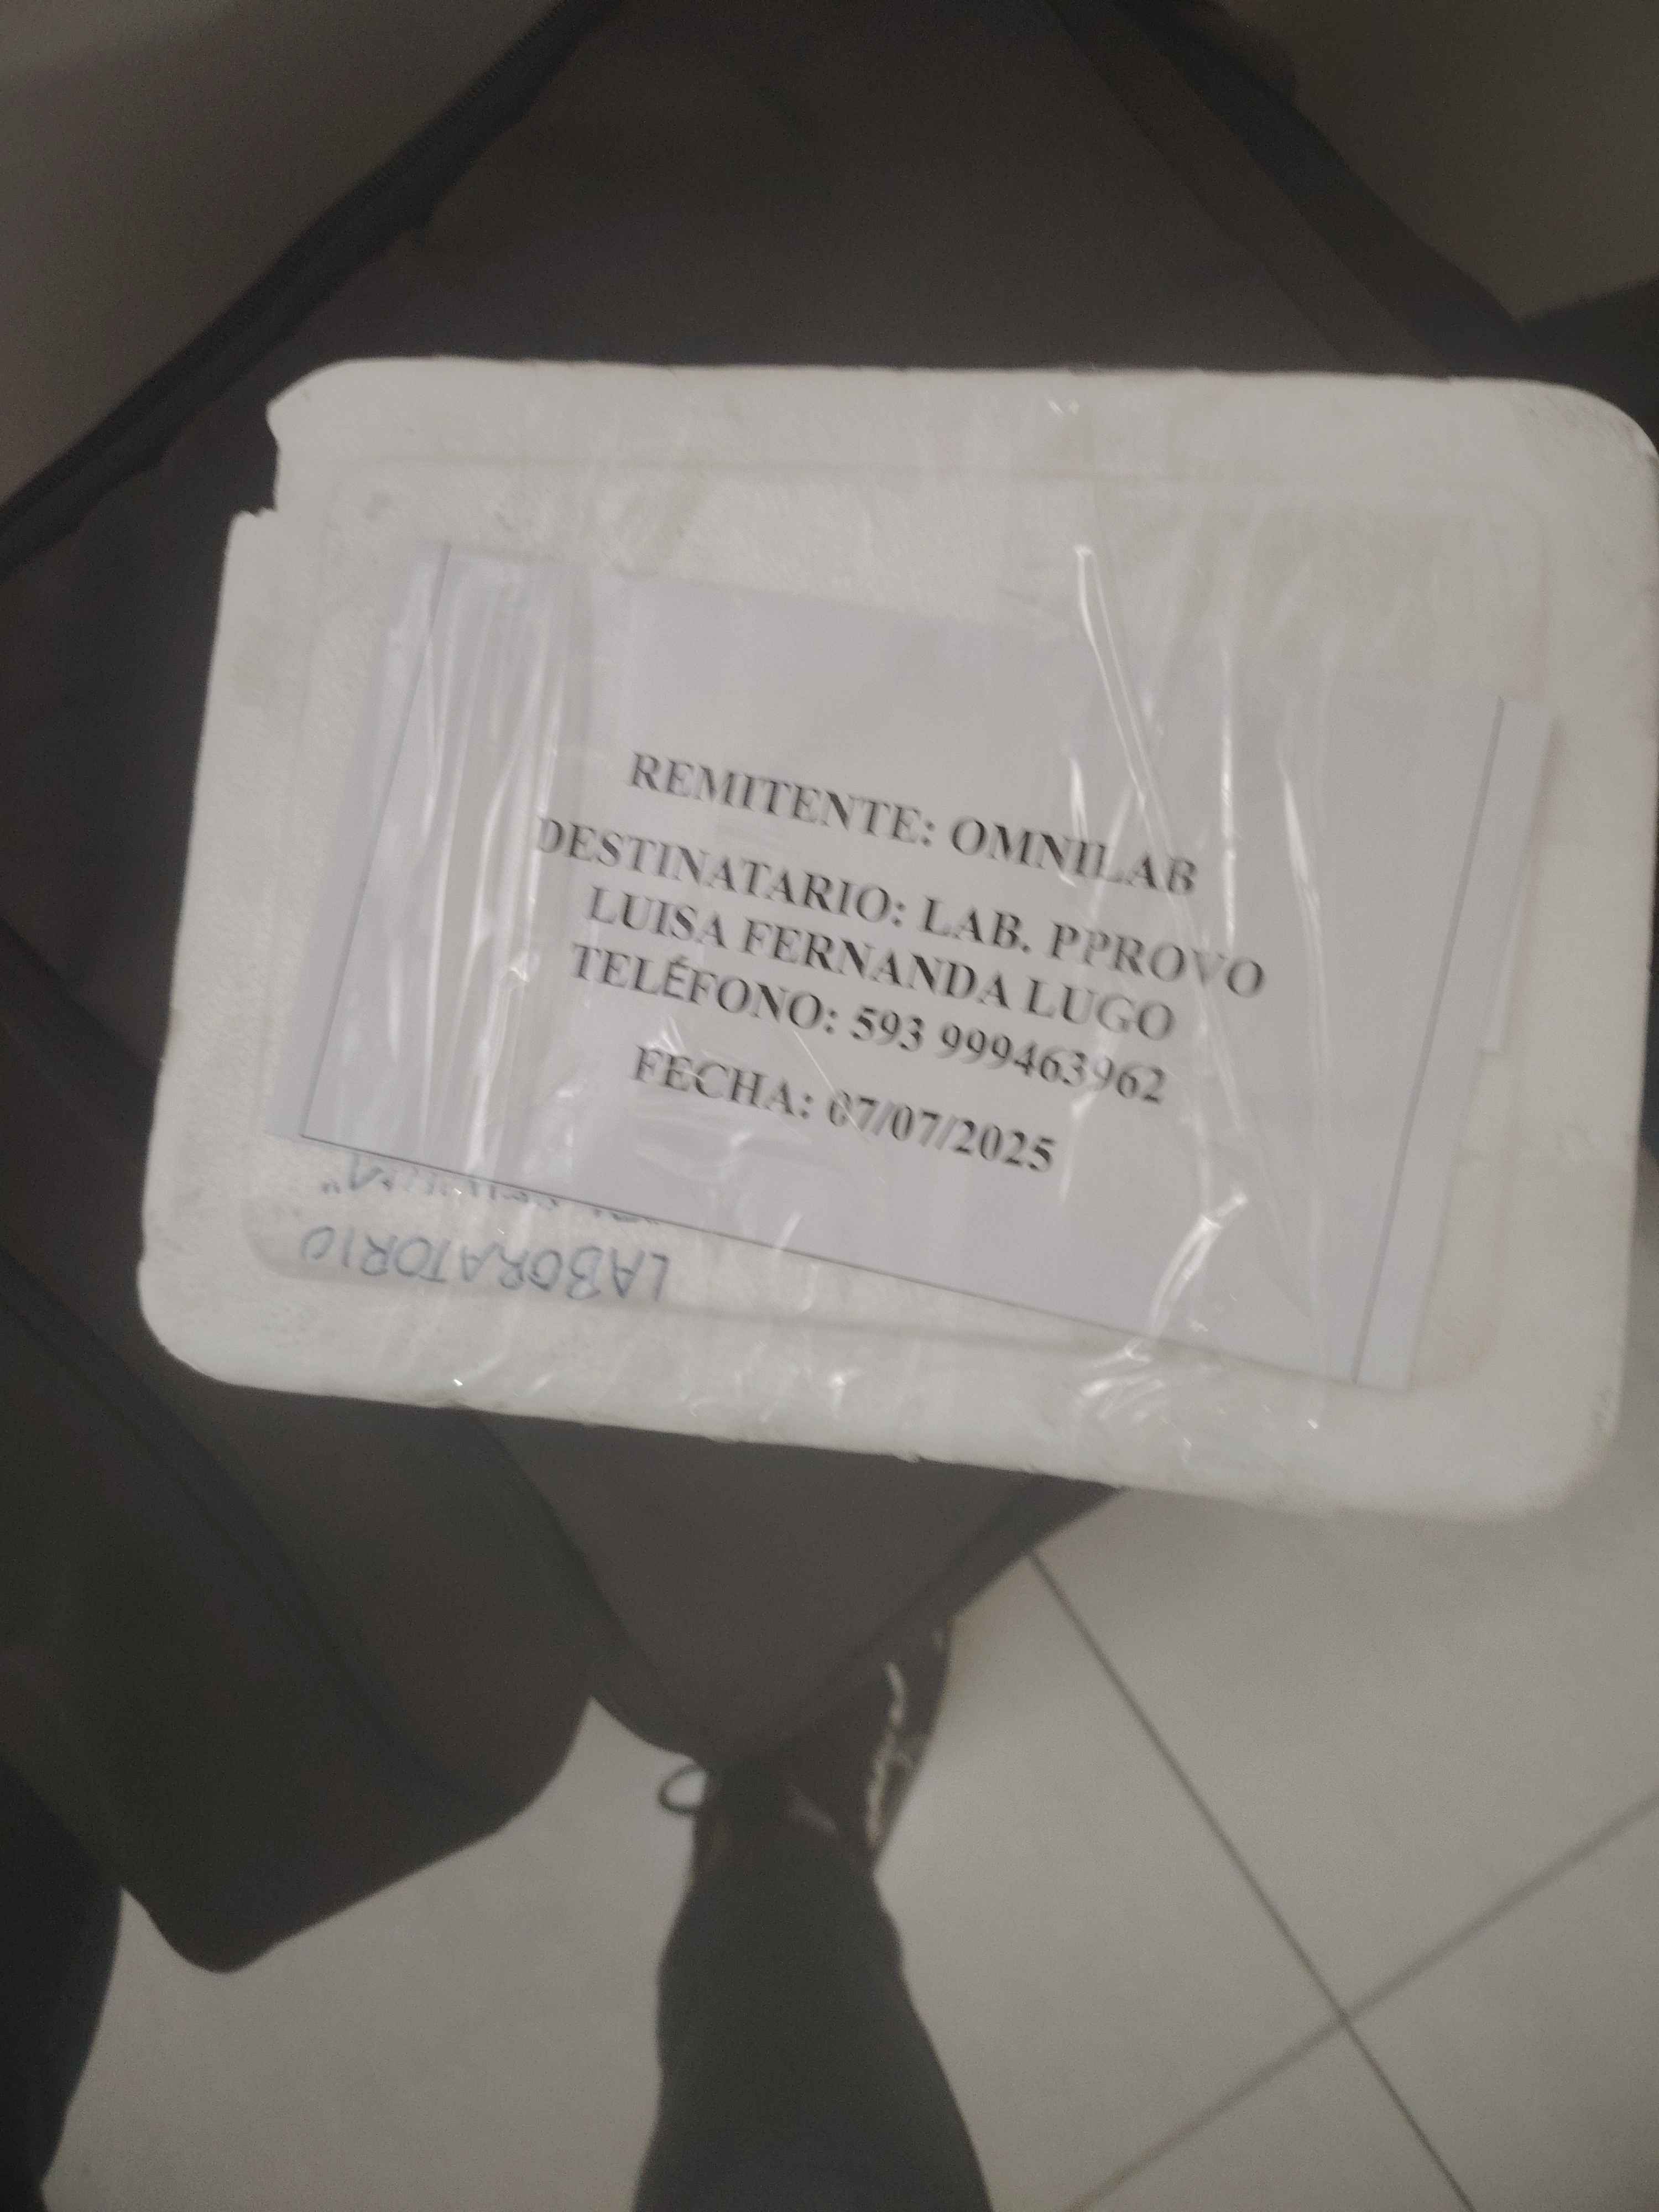 REMITENTE: OMNILAB
DESTINATARIO: LAB. PPROVO
LUISA FERNANDA LUGO
TELÉFONO: 593 999463962
FECHA: 07/07/2025
LABORATORIO